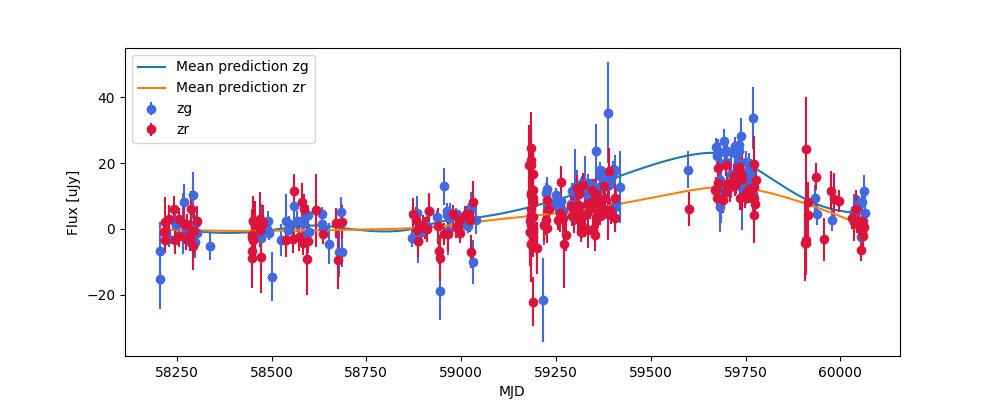 Mean prediction zg
Mean prediction zr
zg
zr
Flux [uJy]
40
20
0
−20
58250 58500 58750 59000 59250 59500 59750 60000
MJD